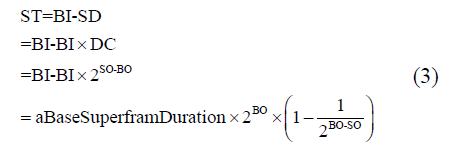 ST=BI-SD
=BI-BI×DC
=BI-BI×2^SO-BO
(3)
= aBaseSuperframDuration×2^BO×(1-1/2^BO-SO)